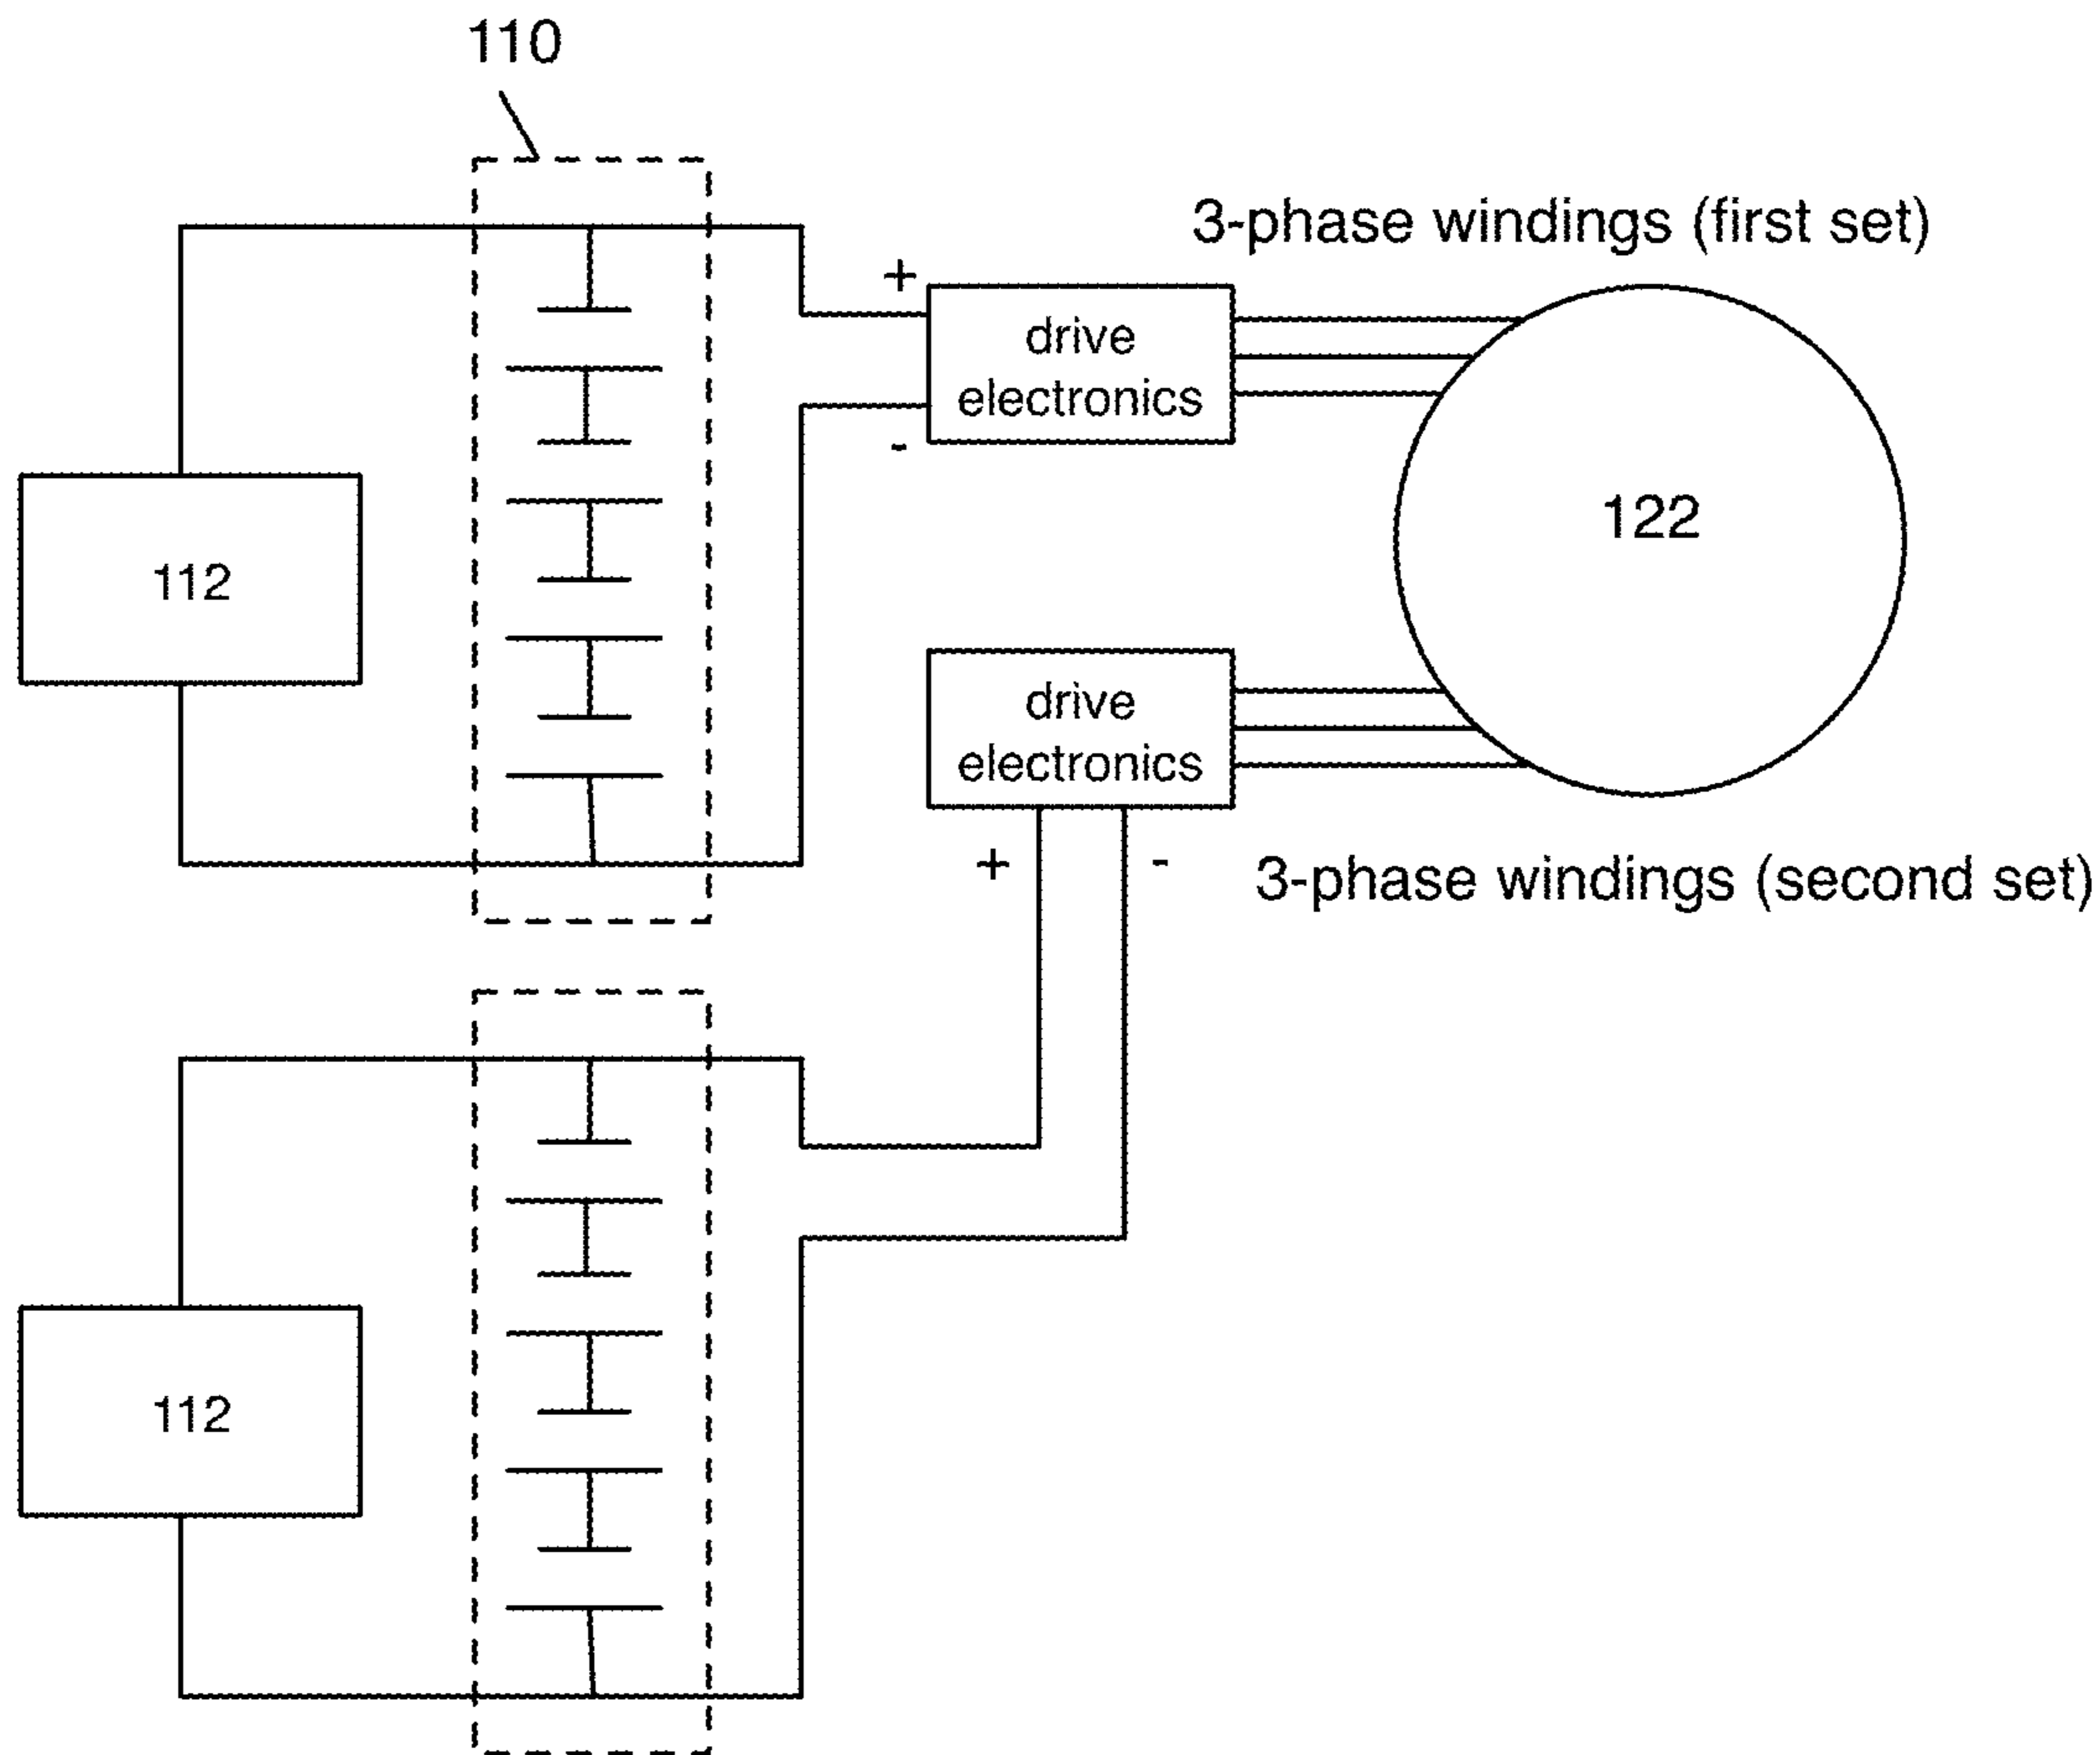 110
3-phase windings (first set)
+
drive
electronics
-
122
112
drive
electronics
+
-
3-phase windings (second set)
112